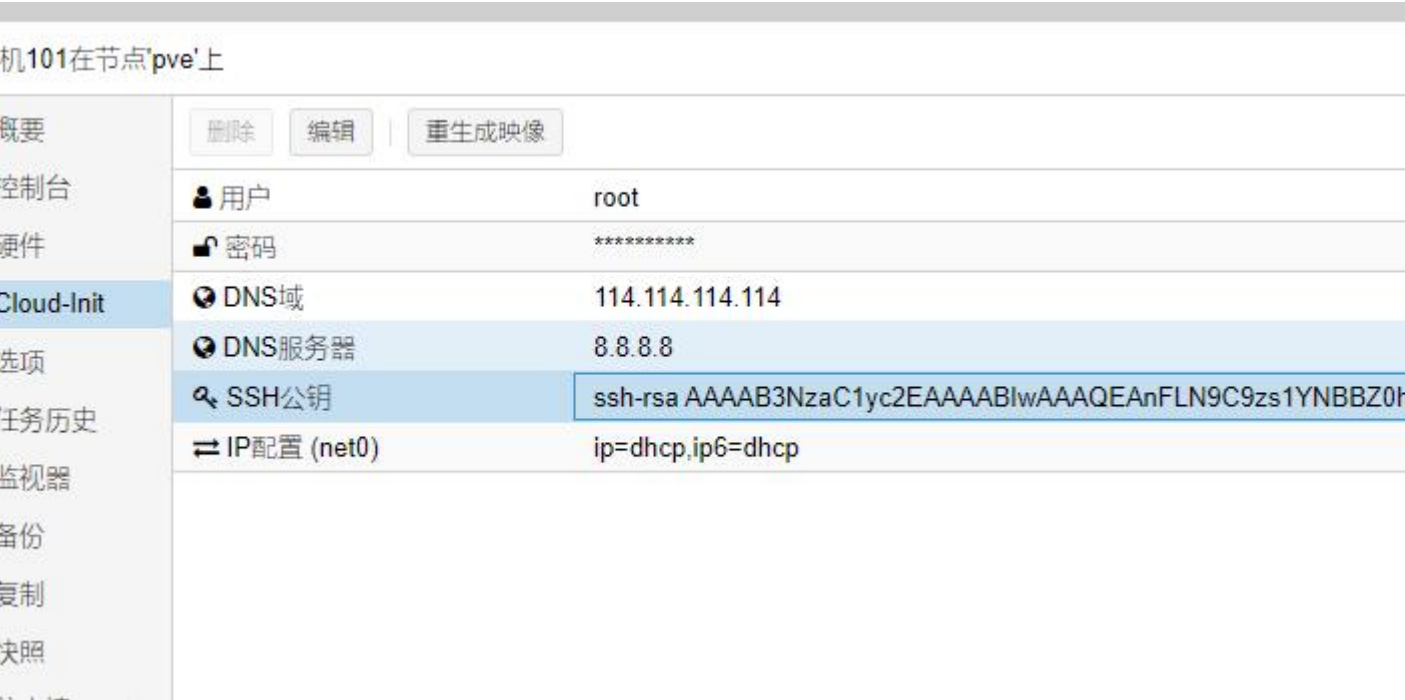 机101在节点'pve'上
概要
控制台
硬件
Cloud-Init
选项
任务历史
监视器
备份
复制
快照
删除 编辑 重生成映像
用户 root
密码 **********
DNS域 114.114.114.114
DNS服务器 8.8.8.8
SSH公钥 ssh-rsa AAAAB3NzaC1yc2EAAAABIwAAAQEAnFLN9C9zs1YNBBZ0h
IP配置 (net0) ip=dhcp,ip6=dhcp